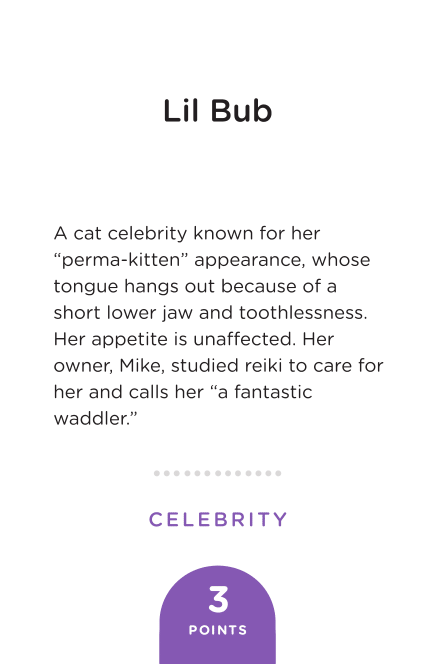 Lil Bub
A cat celebrity known for her
“perma-kitten” appearance, whose
tongue hangs out because of a
short lower jaw and toothlessness.
Her appetite is unaffected. Her
owner, Mike, studied reiki to care for
her and calls her “a fantastic
waddler.”
CELEBRITY
3
POINTS